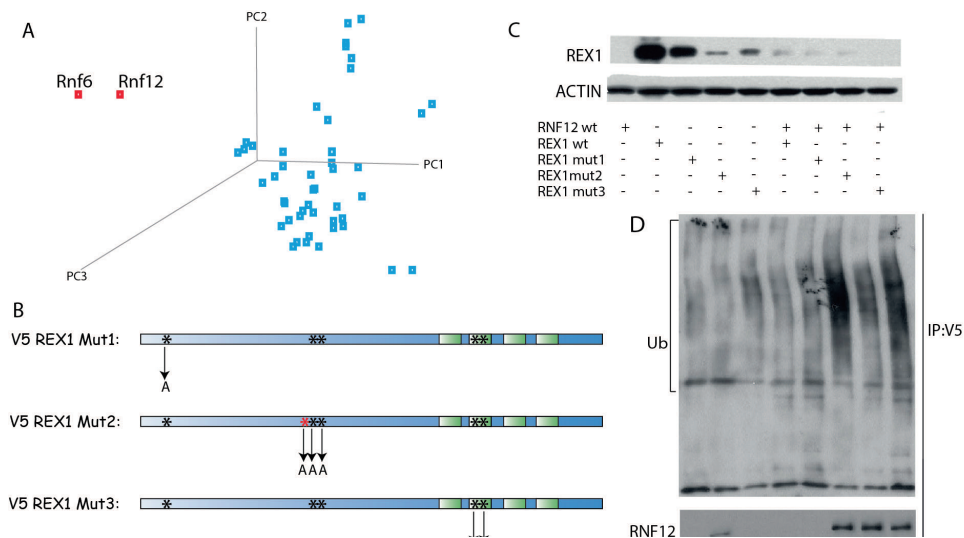 A
PC2
Rnf6 Rnf12
PC1
PC3
B
V5 REX1 Mut1:
A
V5 REX1 Mut2:
AAA
V5 REX1 Mut3:
C
REX1
ACTIN
RNF12 wt + - - - - + + + +
REX1 wt - + - - - + - - -
REX1 mut1 - - + - - - + - -
REX1mut2 - - - + - - - + -
REX1 mut3 - - - - + - - - +
D
Ub
IP:V5
RNF12